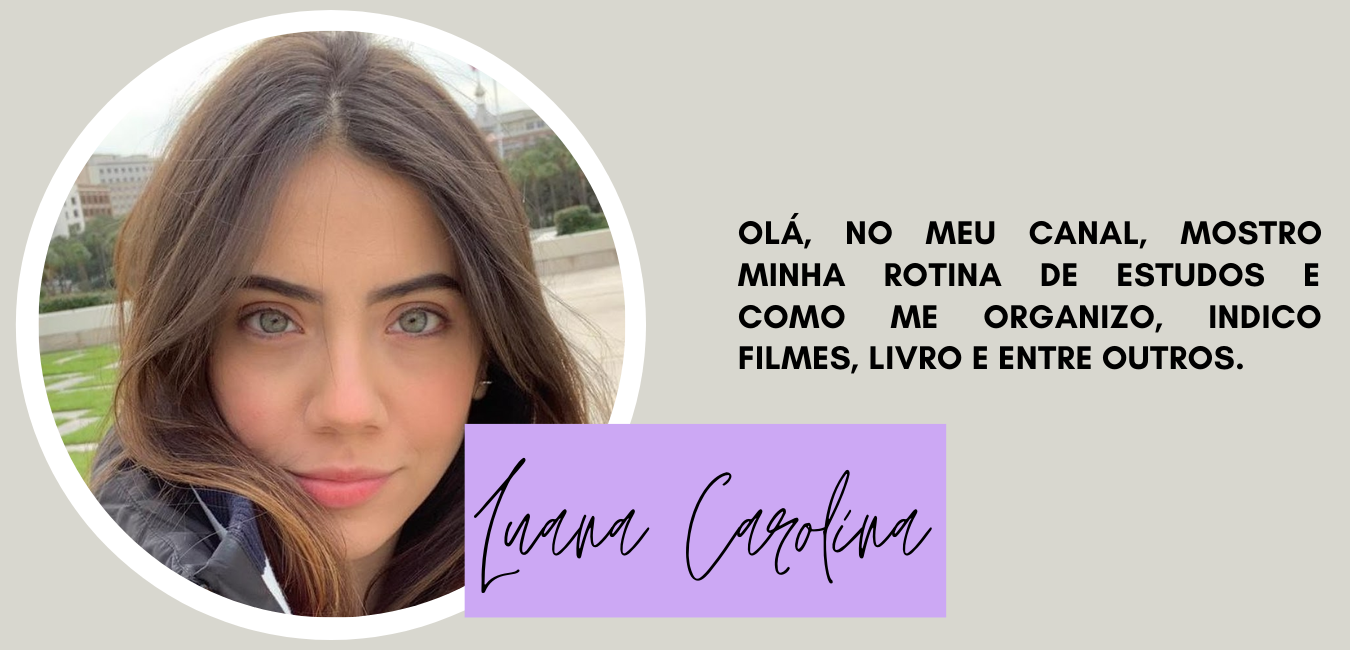 OLÁ, NO MEU CANAL, MOSTRO
MINHA ROTINA DE ESTUDOS E
COMO ME ORGANIZO, INDICO
FILMES, LIVRO E ENTRE OUTROS.
Luana Carolina